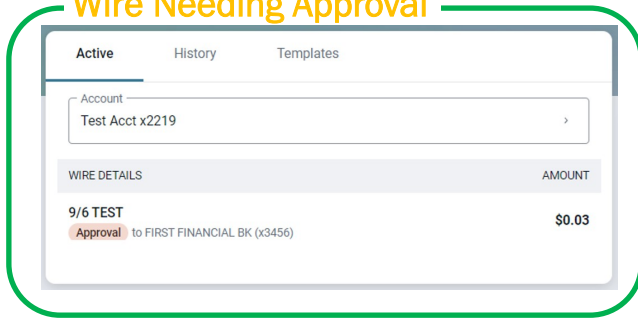 Wire Needing Approval
Active History Templates
Account
Test Acct x2219
WIRE DETAILS AMOUNT
9/6 TEST
$0.03
Approval to FIRST FINANCIAL BK (x3456)